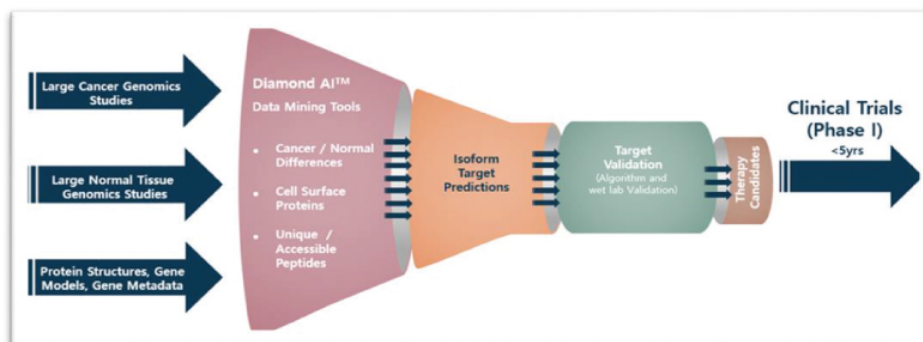 Large Cancer Genomics
Studies
Large Normal Tissue
Genomics Studies
Protein Structures, Gene
Models, Gene Metadata
Diamond AI™
Data Mining Tools
• Cancer / Normal
Differences
• Cell Surface
Proteins
• Unique /
Accessible
Peptides
Isoform
Target
Predictions
Target
Validation
(Algorithm and
wet lab Validation)
Therapy
Candidates
Clinical Trials
(Phase I)
<5yrs